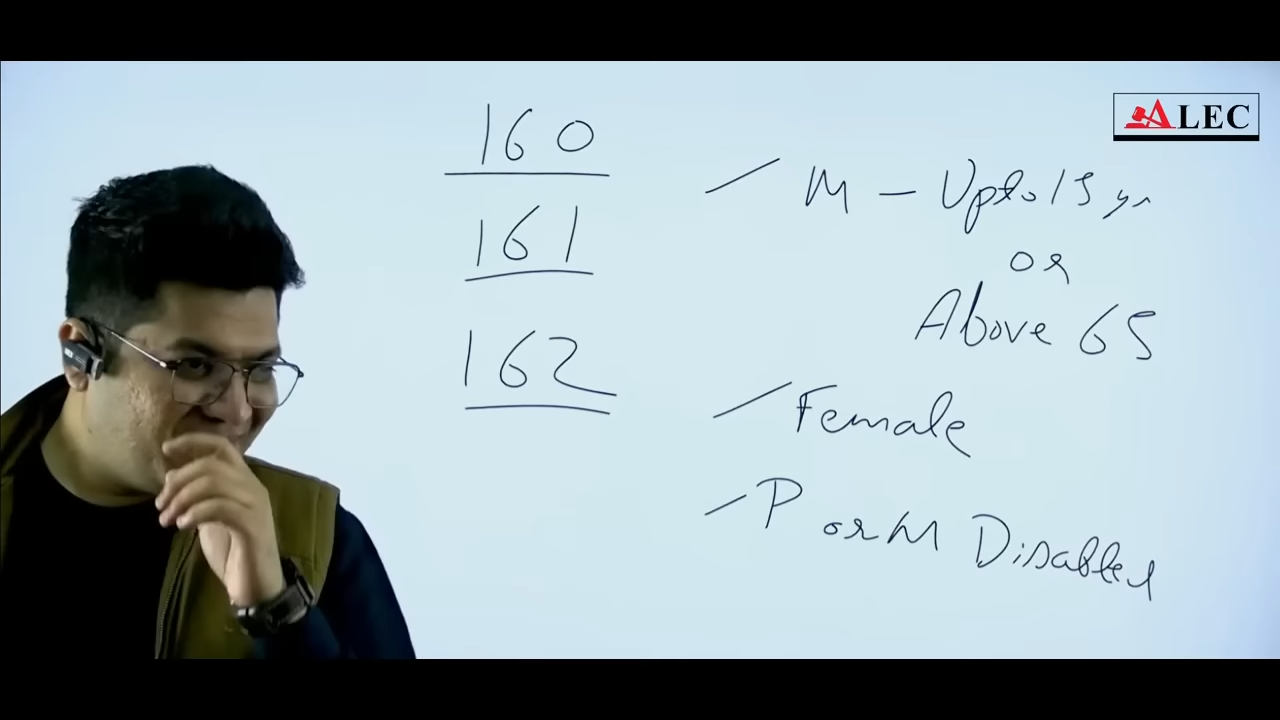 ALEC
160
161
162
M - Upto 15 yr
or
Above 65
Female
P or M Disabled